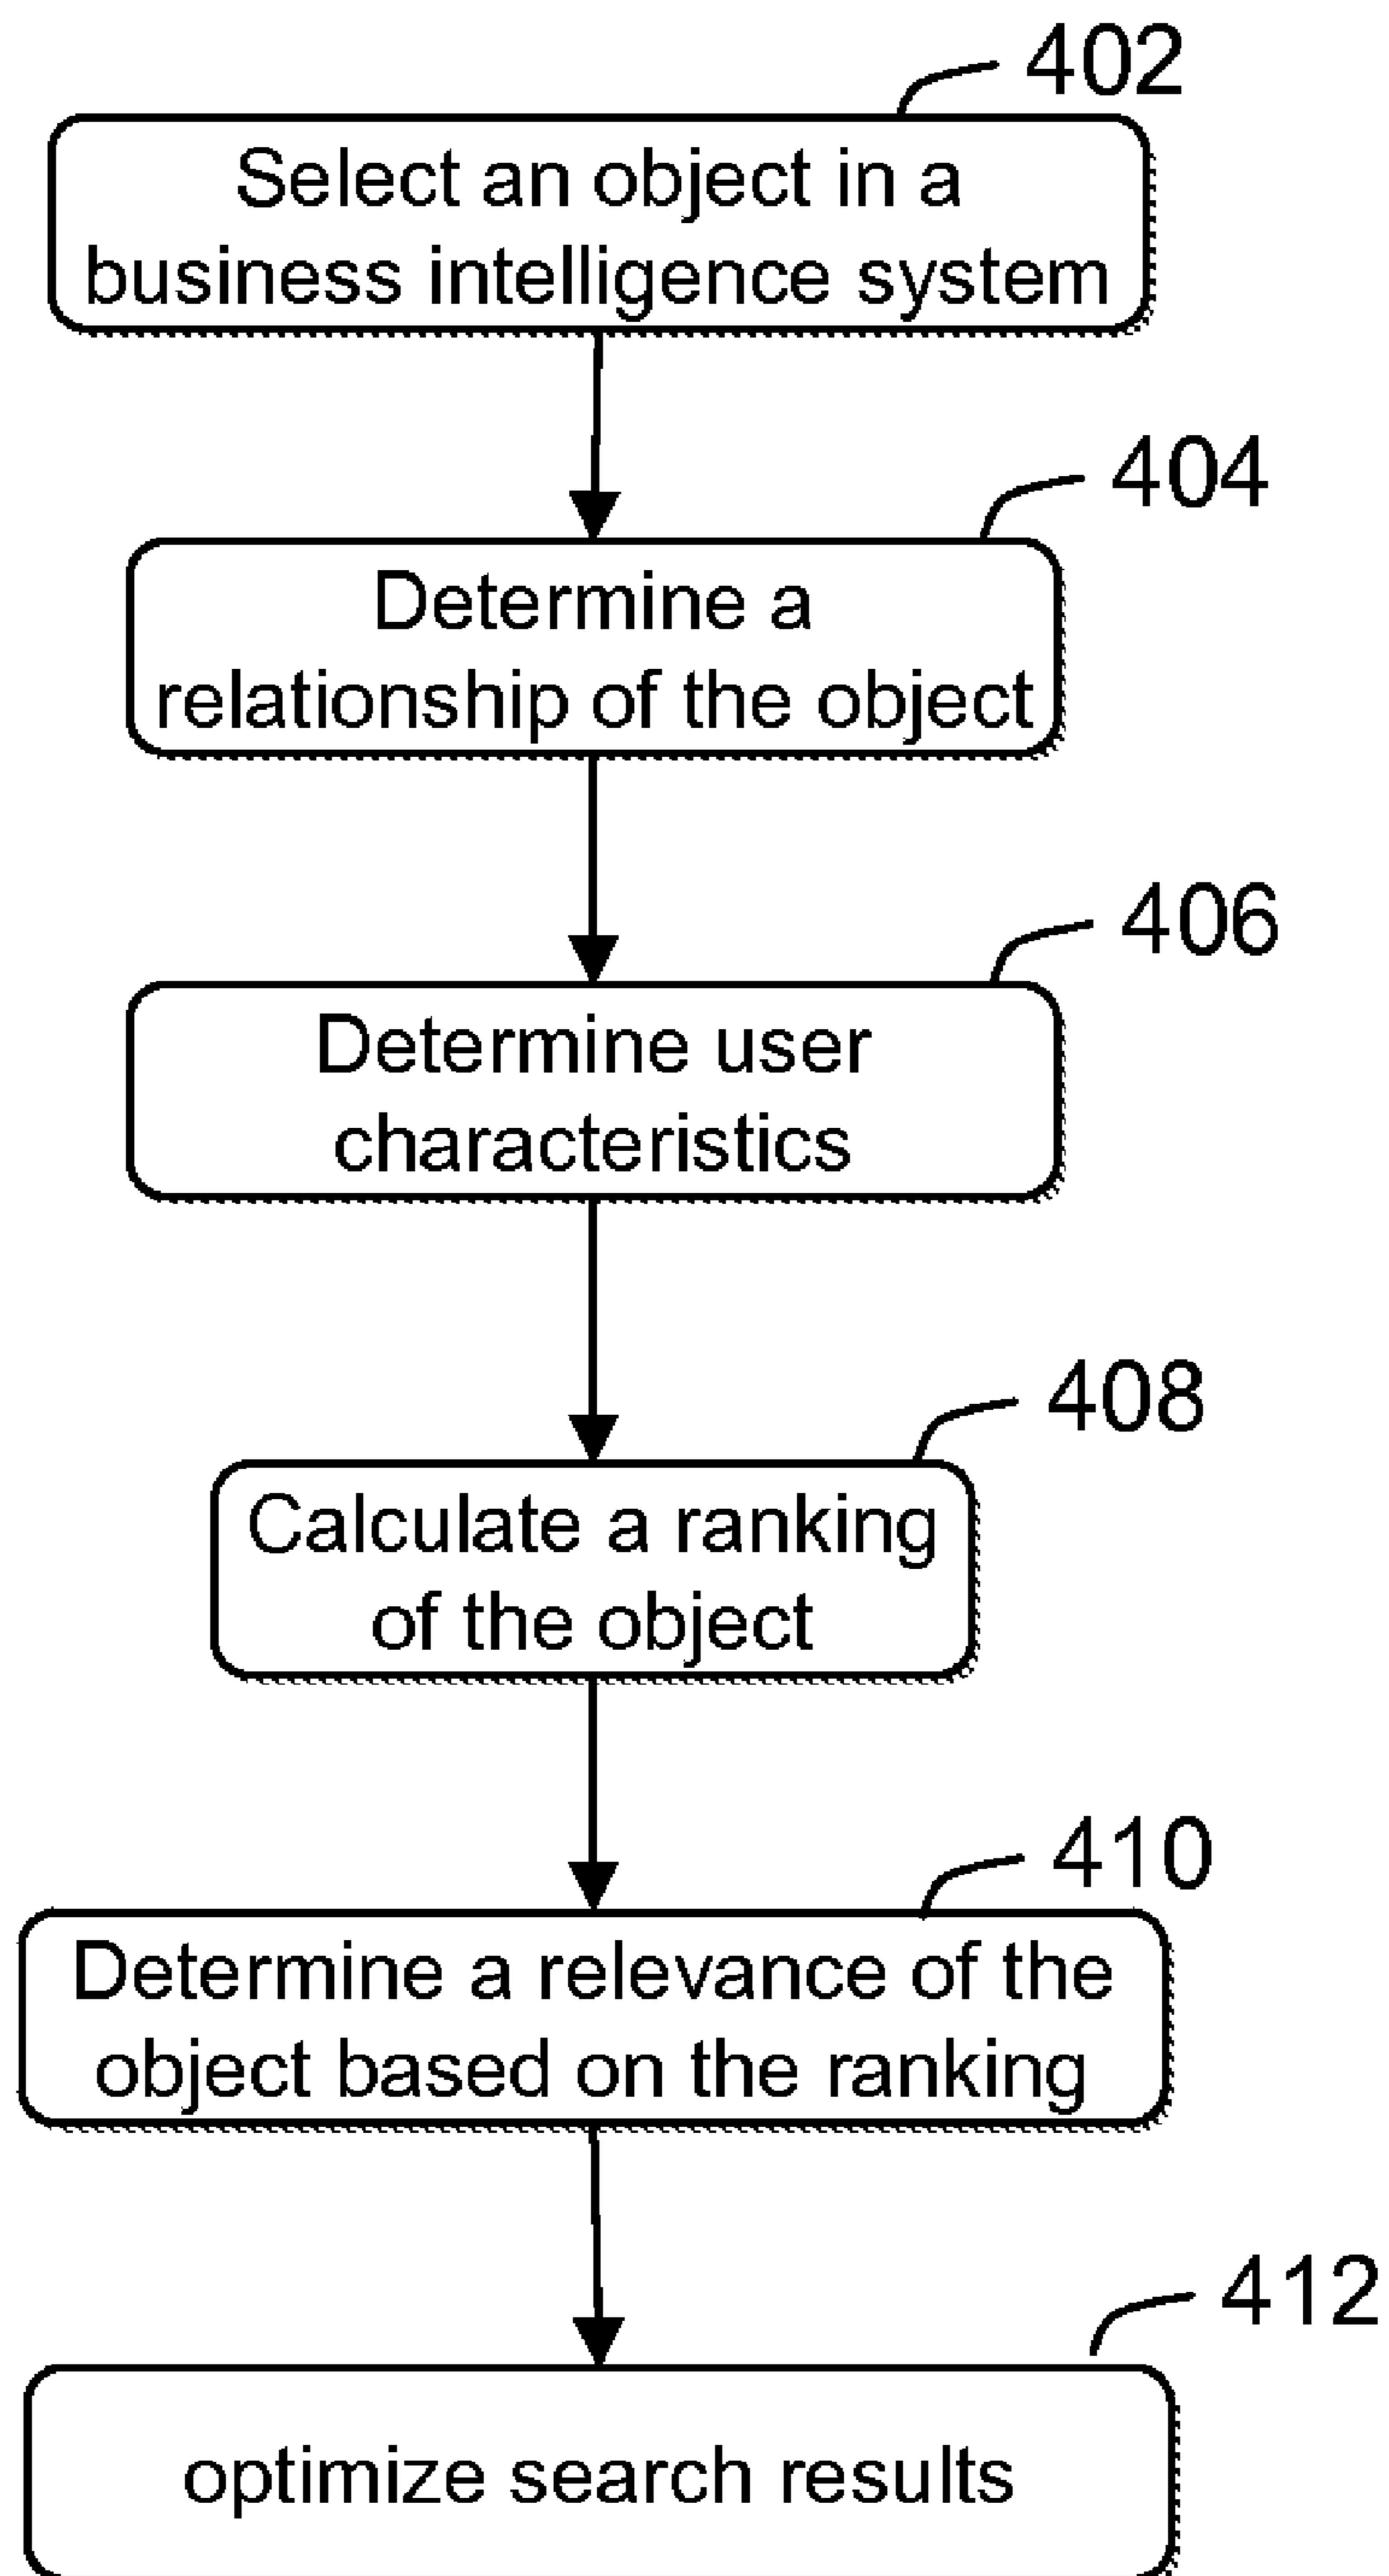 402
Select an object in a
business intelligence system
404
Determine a
relationship of the object
406
Determine user
characteristics
408
Calculate a ranking
of the object
410
Determine a relevance of the
object based on the ranking
412
optimize search results